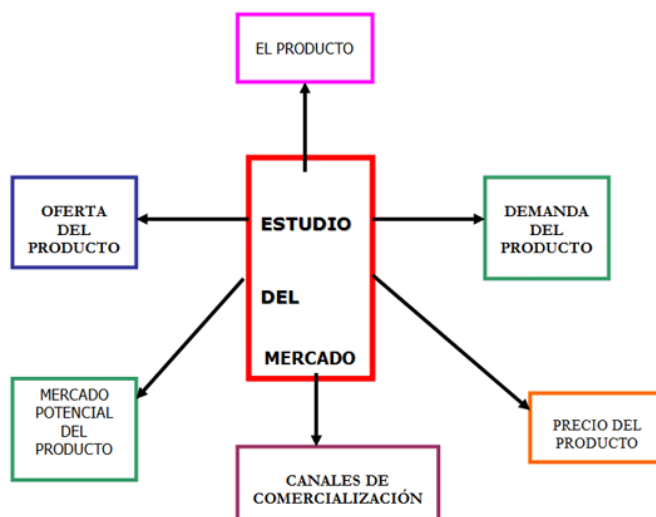 EL PRODUCTO
OFERTA
DEL
PRODUCTO
ESTUDIO
DEL
MERCADO
DEMANDA
DEL
PRODUCTO
MERCADO
POTENCIAL
DEL
PRODUCTO
PRECIO DEL
PRODUCTO
CANALES DE
COMERCIALIZACIÓN